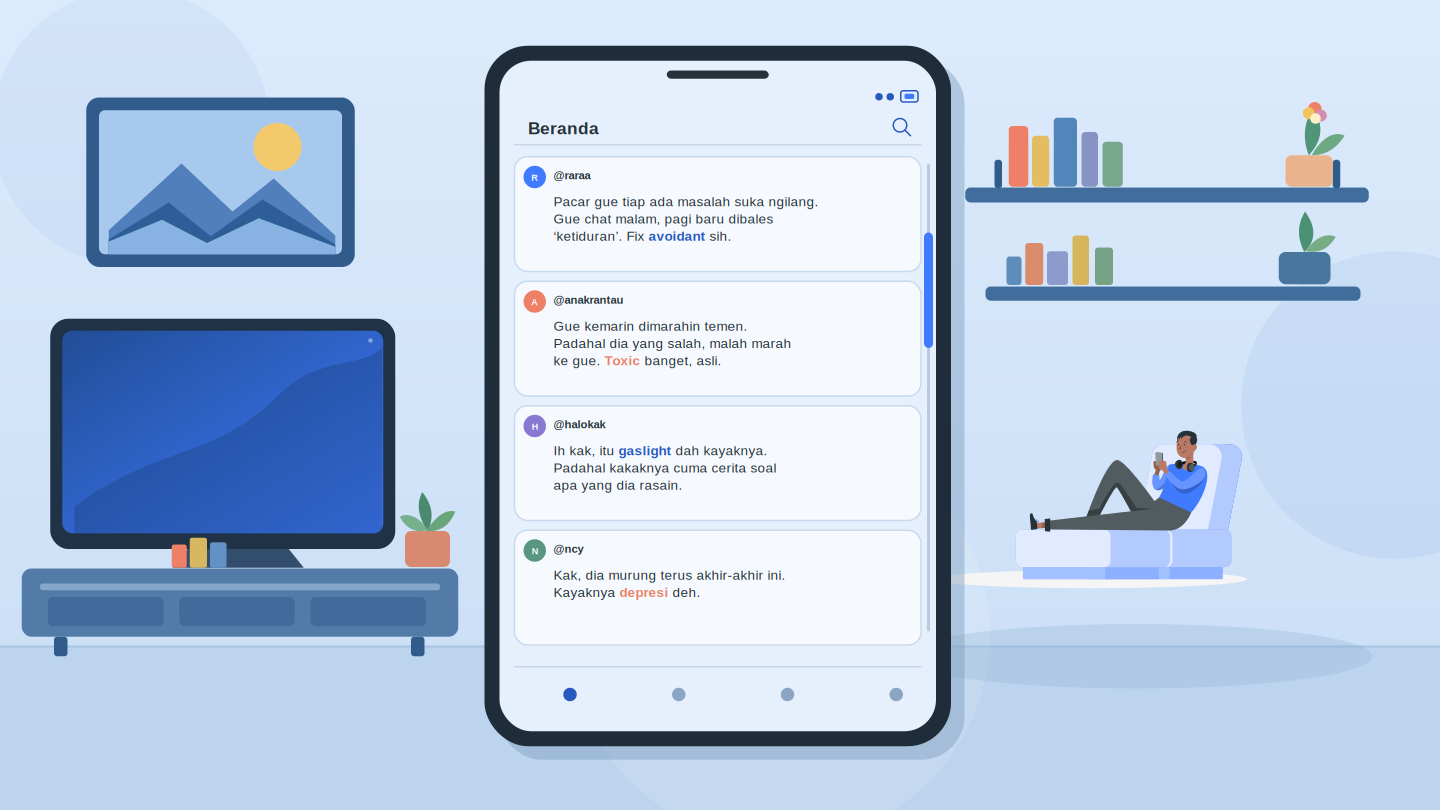 Beranda
R
@raraa
Pacar gue tiap ada masalah suka ngilang.
Gue chat malam, pagi baru dibales
‘ketiduran’. Fix avoidant sih.
A
@anakrantau
Gue kemarin dimarahin temen.
Padahal dia yang salah, malah marah
ke gue. Toxic banget, asli.
H
@halokak
Ih kak, itu gaslight dah kayaknya.
Padahal kakaknya cuma cerita soal
apa yang dia rasain.
N
@ncy
Kak, dia murung terus akhir-akhir ini.
Kayaknya depresi deh.